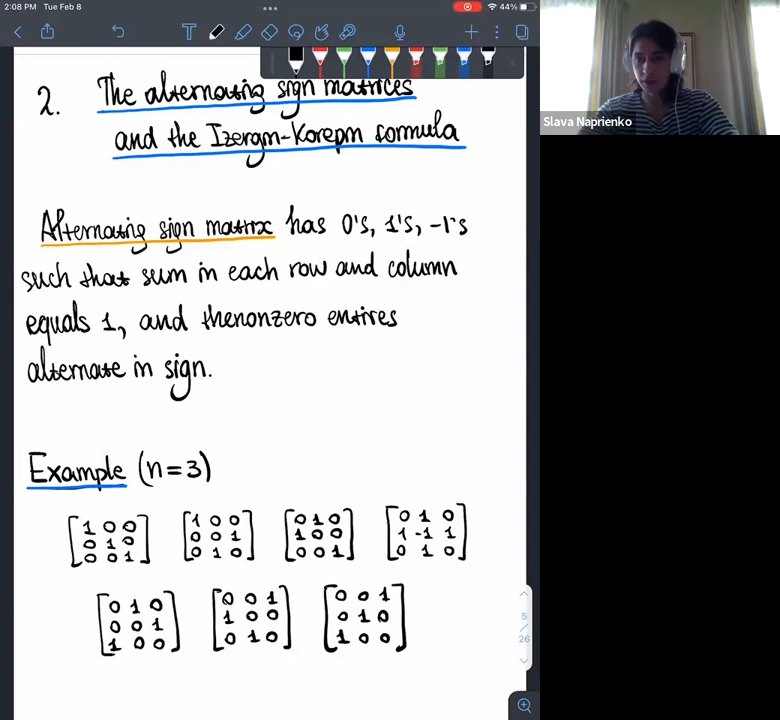 2:08 PM Tue Feb 8
44%
2. The alternating sign matrices
and the Izergin-Korepin formula
Slava Naprienko
Alternating sign matrix has 0's, 1's, -1's
such that sum in each row and column
equals 1, and thenonzero entires
alternate in sign.
Example (n=3)
[1 0 0 [1 0 0 [0 1 0 [0 1 0
0 1 0 0 0 1 1 0 0 1 -1 1
0 0 1] 0 1 0] 0 0 1] 0 1 0]
[0 1 0 [0 0 1 [0 0 1
0 0 1 1 0 0 0 1 0
1 0 0] 0 1 0] 1 0 0]
5
/
26